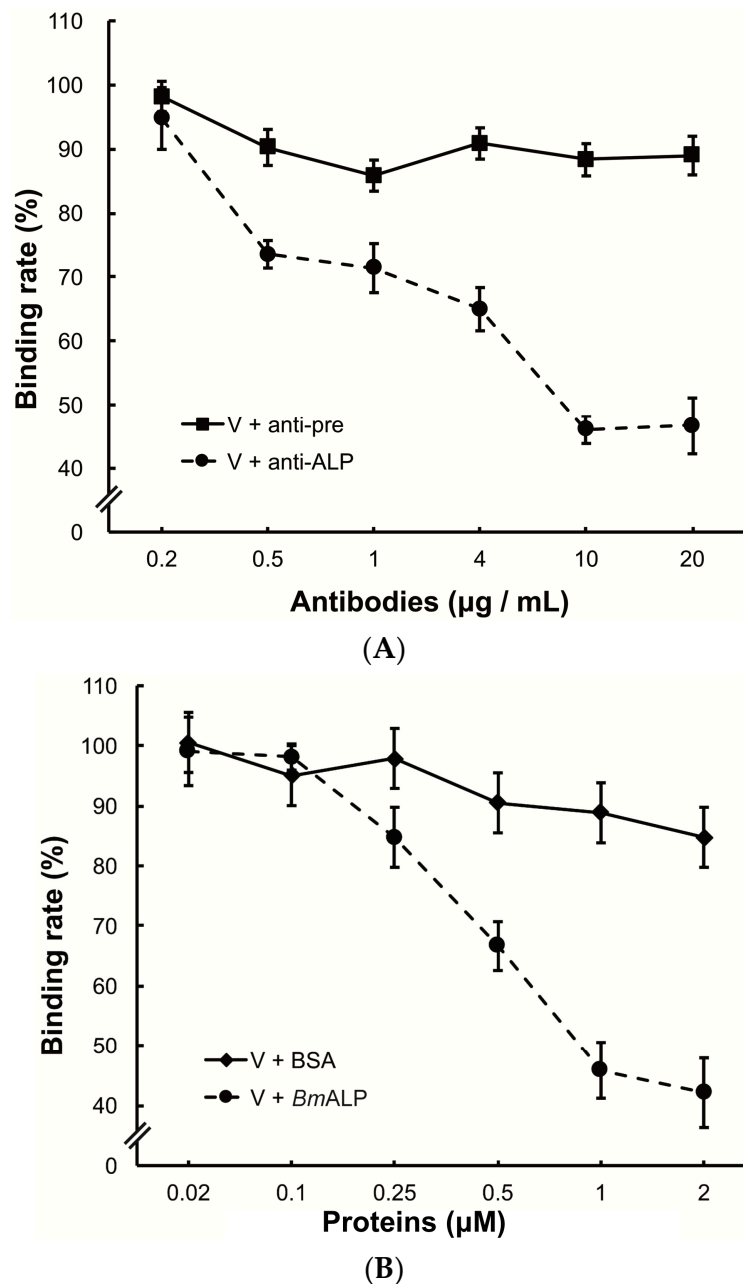 110
100
90
80
70
60
50
40
0
Binding rate (%)
V + anti-pre
V + anti-ALP
0.2 0.5 1 4 10 20
Antibodies (µg / mL)
(A)
110
100
90
80
70
60
50
40
0
Binding rate (%)
V + BSA
V + BmALP
0.02 0.1 0.25 0.5 1 2
Proteins (µM)
(B)